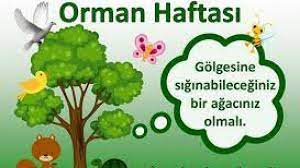 Orman Haftası
Gölgesine
sığınabileceğiniz
bir ağacınız
olmalı.